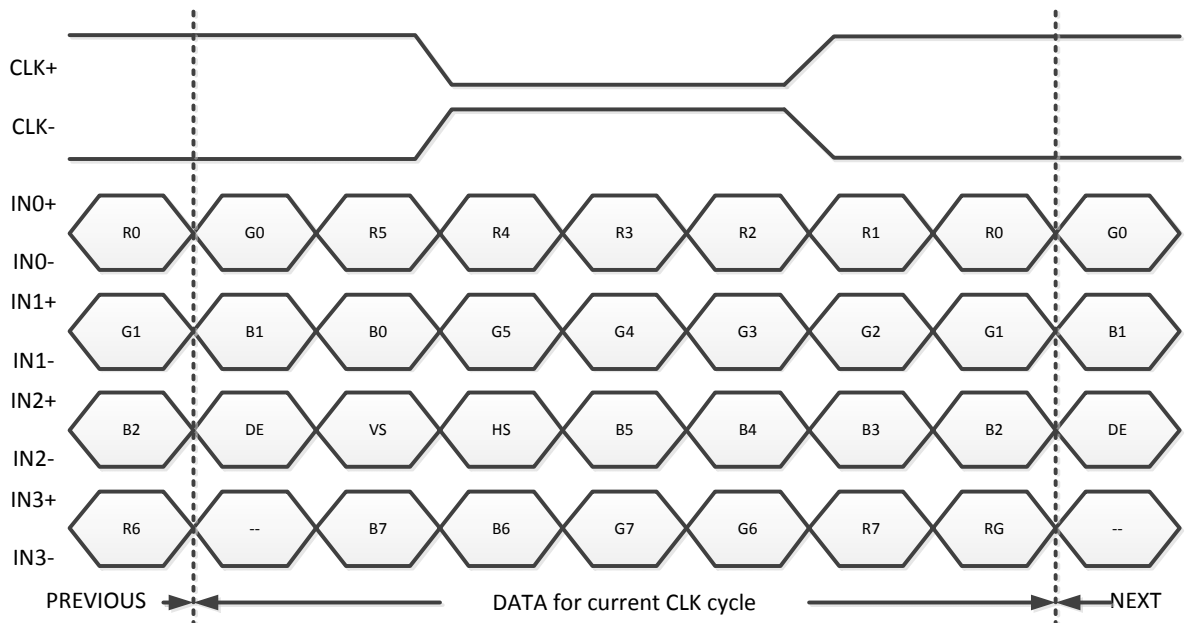 CLK+
CLK-
IN0+
R0 G0 R5 R4 R3 R2 R1 R0 G0
IN0-
IN1+
G1 B1 B0 G5 G4 G3 G2 G1 B1
IN1-
IN2+
B2 DE VS HS B5 B4 B3 B2 DE
IN2-
IN3+
R6 -- B7 B6 G7 G6 R7 RG --
IN3-
PREVIOUS DATA for current CLK cycle NEXT